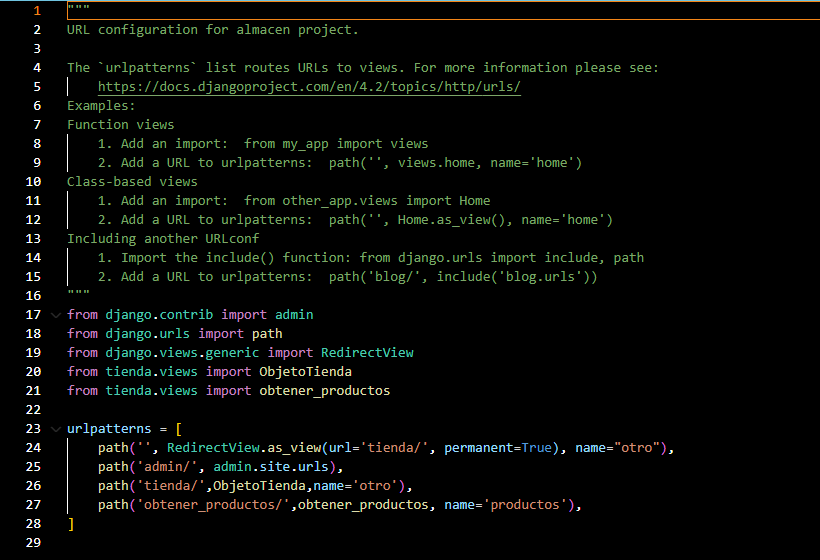 1 """
2 URL configuration for almacen project.
3
4 The `urlpatterns` list routes URLs to views. For more information please see:
5     https://docs.djangoproject.com/en/4.2/topics/http/urls/
6 Examples:
7 Function views
8     1. Add an import:  from my_app import views
9     2. Add a URL to urlpatterns:  path('', views.home, name='home')
10 Class-based views
11     1. Add an import:  from other_app.views import Home
12     2. Add a URL to urlpatterns:  path('', Home.as_view(), name='home')
13 Including another URLconf
14     1. Import the include() function: from django.urls import include, path
15     2. Add a URL to urlpatterns:  path('blog/', include('blog.urls'))
16 """
17 from django.contrib import admin
18 from django.urls import path
19 from django.views.generic import RedirectView
20 from tienda.views import ObjetoTienda
21 from tienda.views import obtener_productos
22
23 urlpatterns = [
24     path('', RedirectView.as_view(url='tienda/', permanent=True), name="otro"),
25     path('admin/', admin.site.urls),
26     path('tienda/',ObjetoTienda,name='otro'),
27     path('obtener_productos/',obtener_productos, name='productos'),
28 ]
29